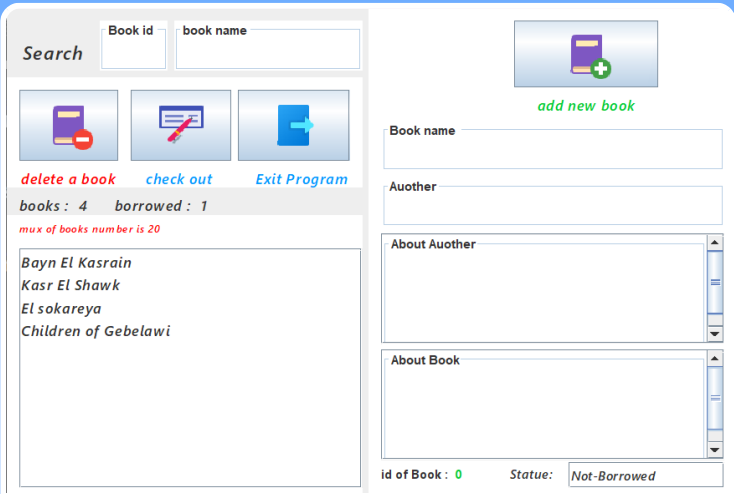 Search
Book id
book name
delete a book
check out
Exit Program
books : 4 borrowed : 1
mux of books number is 20
Bayn El Kasrain
Kasr El Shawk
El sokareya
Children of Gebelawi
add new book
Book name
Auother
About Auother
About Book
id of Book : 0 Statue: Not-Borrowed